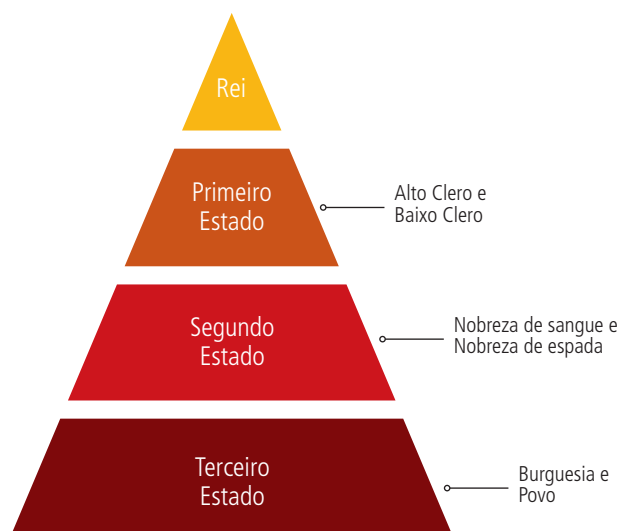 Rei
Primeiro
Estado
Alto Clero e
Baixo Clero
Segundo
Estado
Nobreza de sangue e
Nobreza de espada
Terceiro
Estado
Burguesia e
Povo